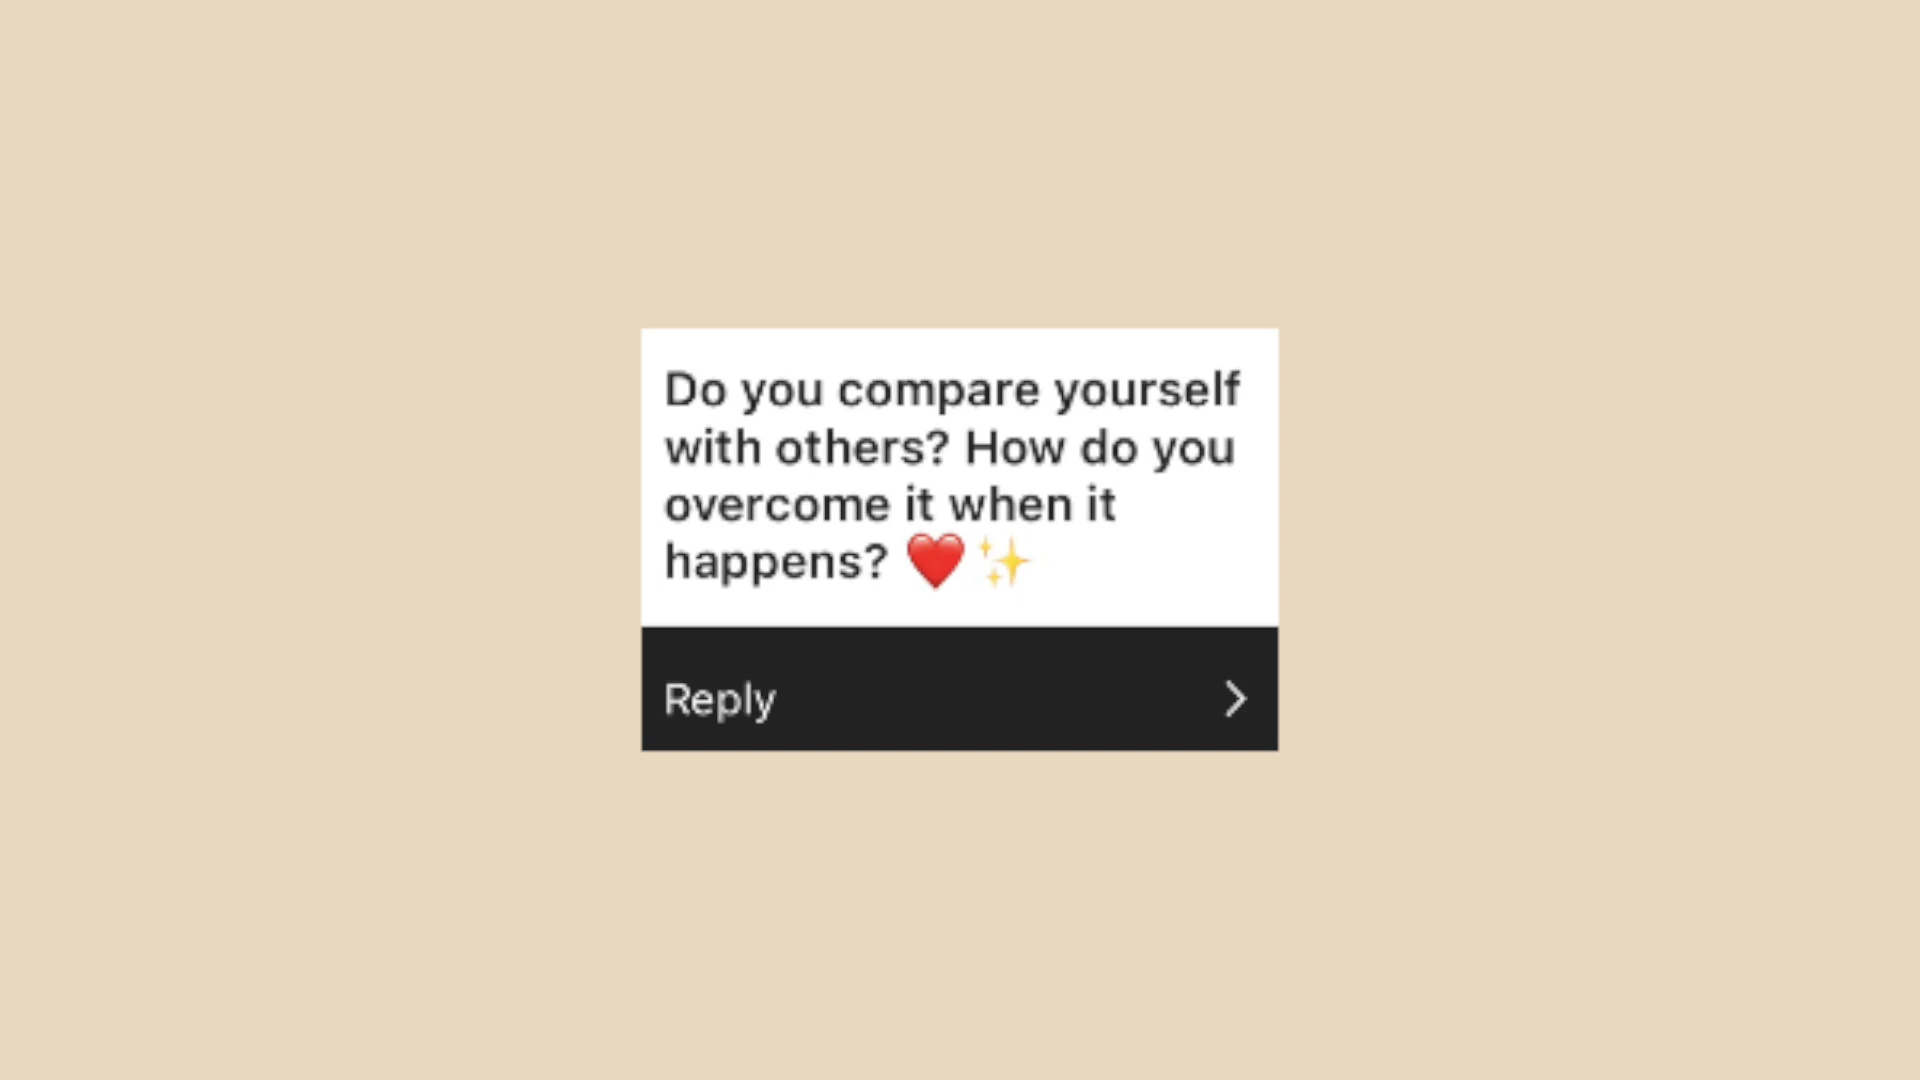 Do you compare yourself
with others? How do you
overcome it when it
happens? ❤️✨
Reply